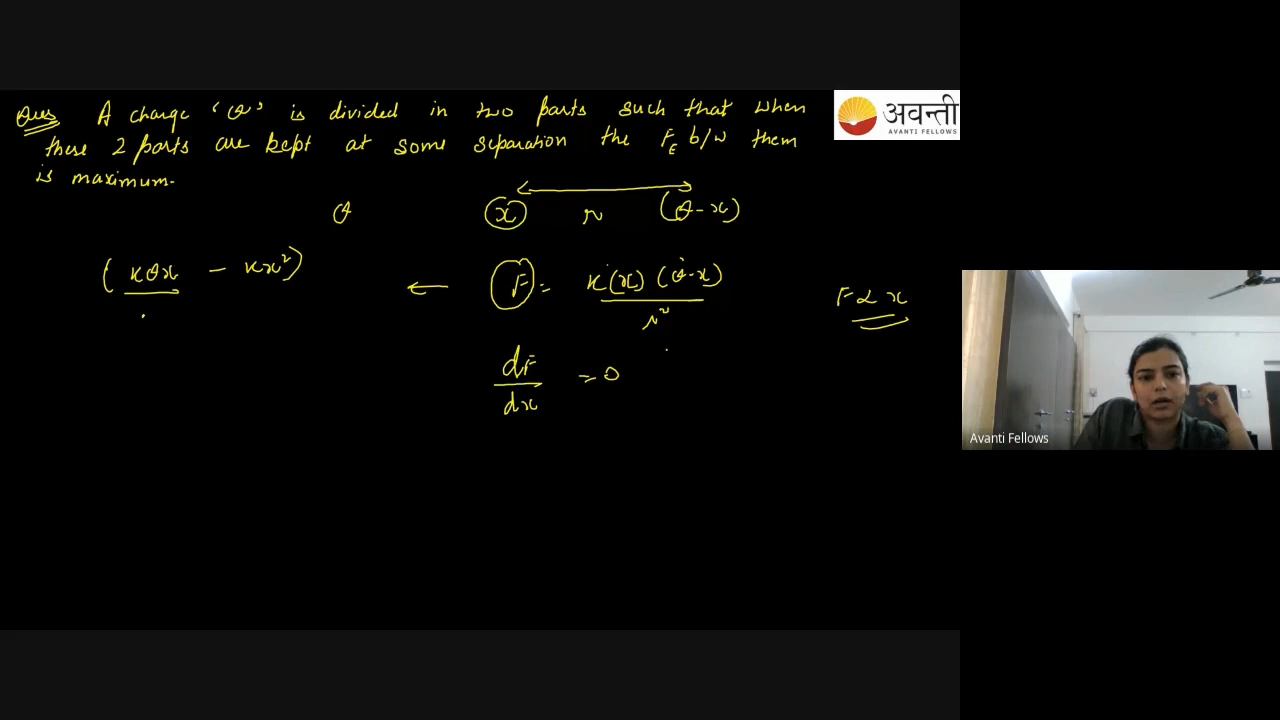 Ques A charge 'Q' is divided in two parts such that when
these 2 parts are kept at some separation the F_E b/w them
is maximum.
Q x r (Q-x)
(KQx - Kx²) ← F = K(x)(Q-x) / r²
F ∝ x
dF/dx = 0
अवन्ती
AVANTI FELLOWS
Avanti Fellows